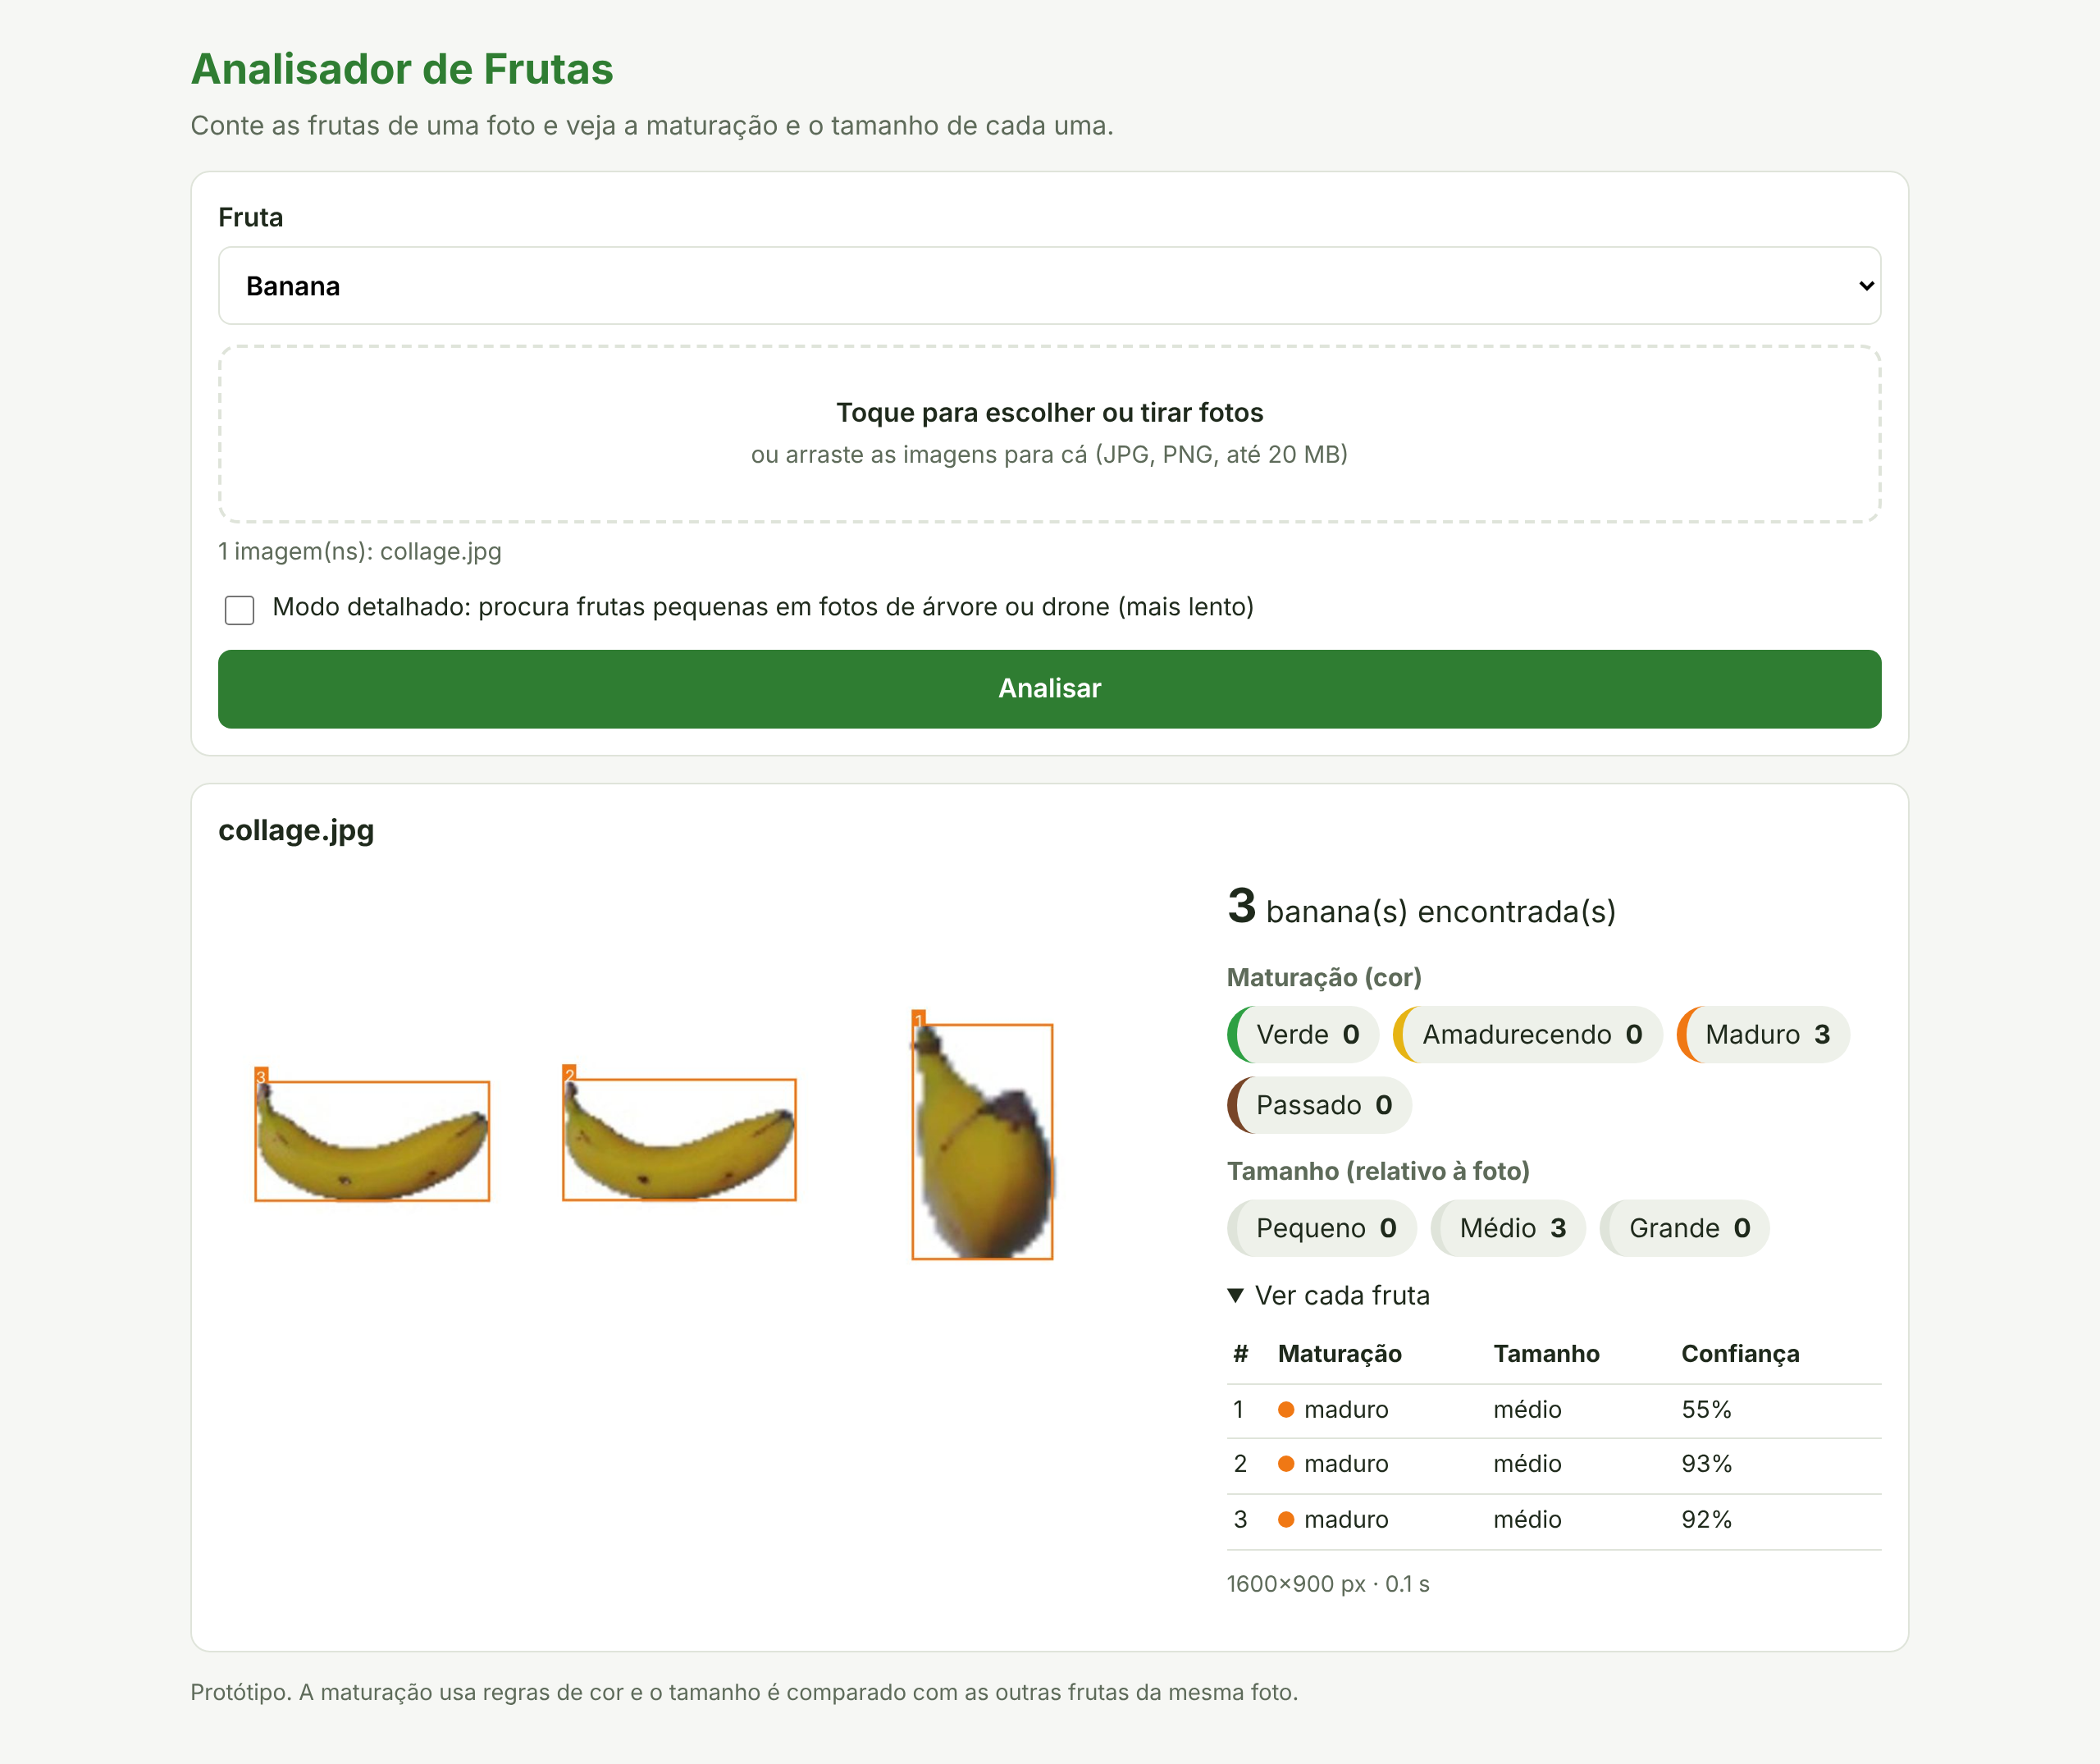 Analisador de Frutas
Conte as frutas de uma foto e veja a maturação e o tamanho de cada uma.
Fruta
Banana
Toque para escolher ou tirar fotos
ou arraste as imagens para cá (JPG, PNG, até 20 MB)
1 imagem(ns): collage.jpg
Modo detalhado: procura frutas pequenas em fotos de árvore ou drone (mais lento)
Analisar
collage.jpg
3
2
1
3 banana(s) encontrada(s)
Maturação (cor)
Verde 0 Amadurecendo 0 Maduro 3
Passado 0
Tamanho (relativo à foto)
Pequeno 0 Médio 3 Grande 0
▼ Ver cada fruta
# Maturação Tamanho Confiança
1 maduro médio 55%
2 maduro médio 93%
3 maduro médio 92%
1600×900 px · 0.1 s
Protótipo. A maturação usa regras de cor e o tamanho é comparado com as outras frutas da mesma foto.